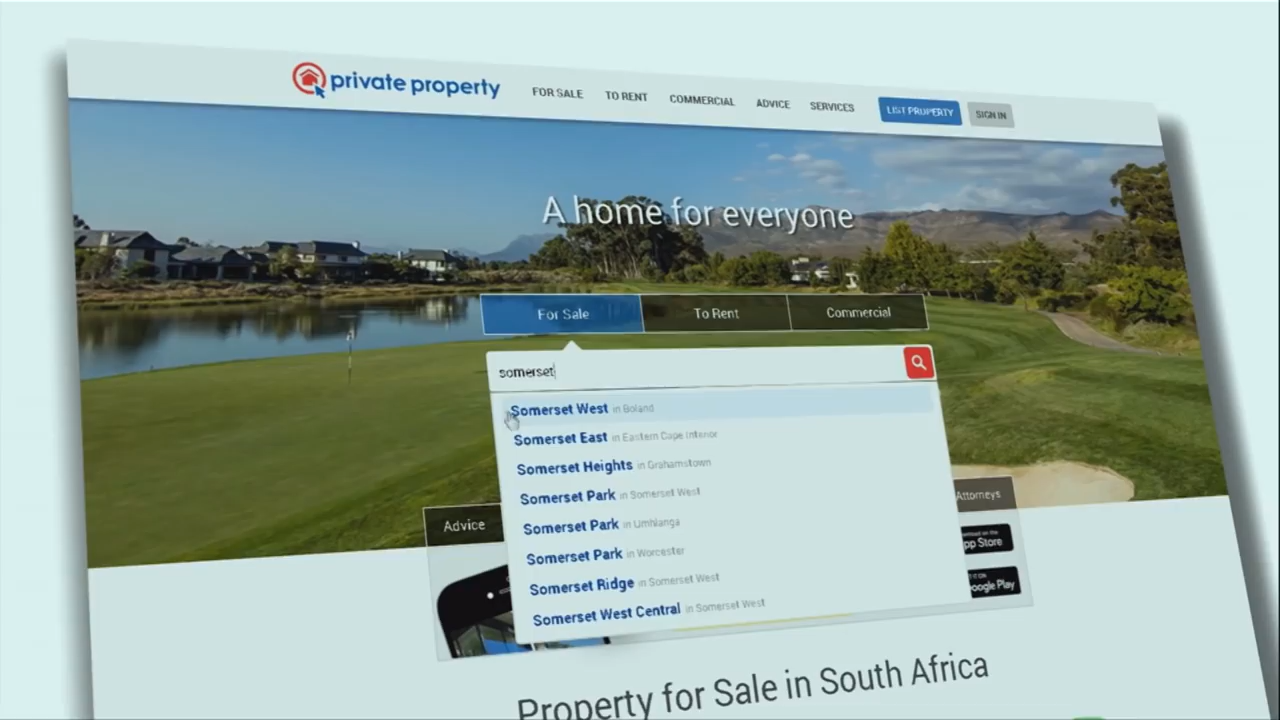 private property FOR SALE TO RENT COMMERCIAL ADVICE SERVICES LIST PROPERTY SIGN IN
A home for everyone
For Sale To Rent Commercial
somerset
Somerset West in Boland
Somerset East in Eastern Cape Interior
Somerset Heights in Grahamstown
Somerset Park in Somerset West
Somerset Park in Umhlanga
Somerset Park in Worcester
Somerset Ridge in Somerset West
Somerset West Central in Somerset West
Advice
Attorneys
pp Store
oogle Play
Property for Sale in South Africa